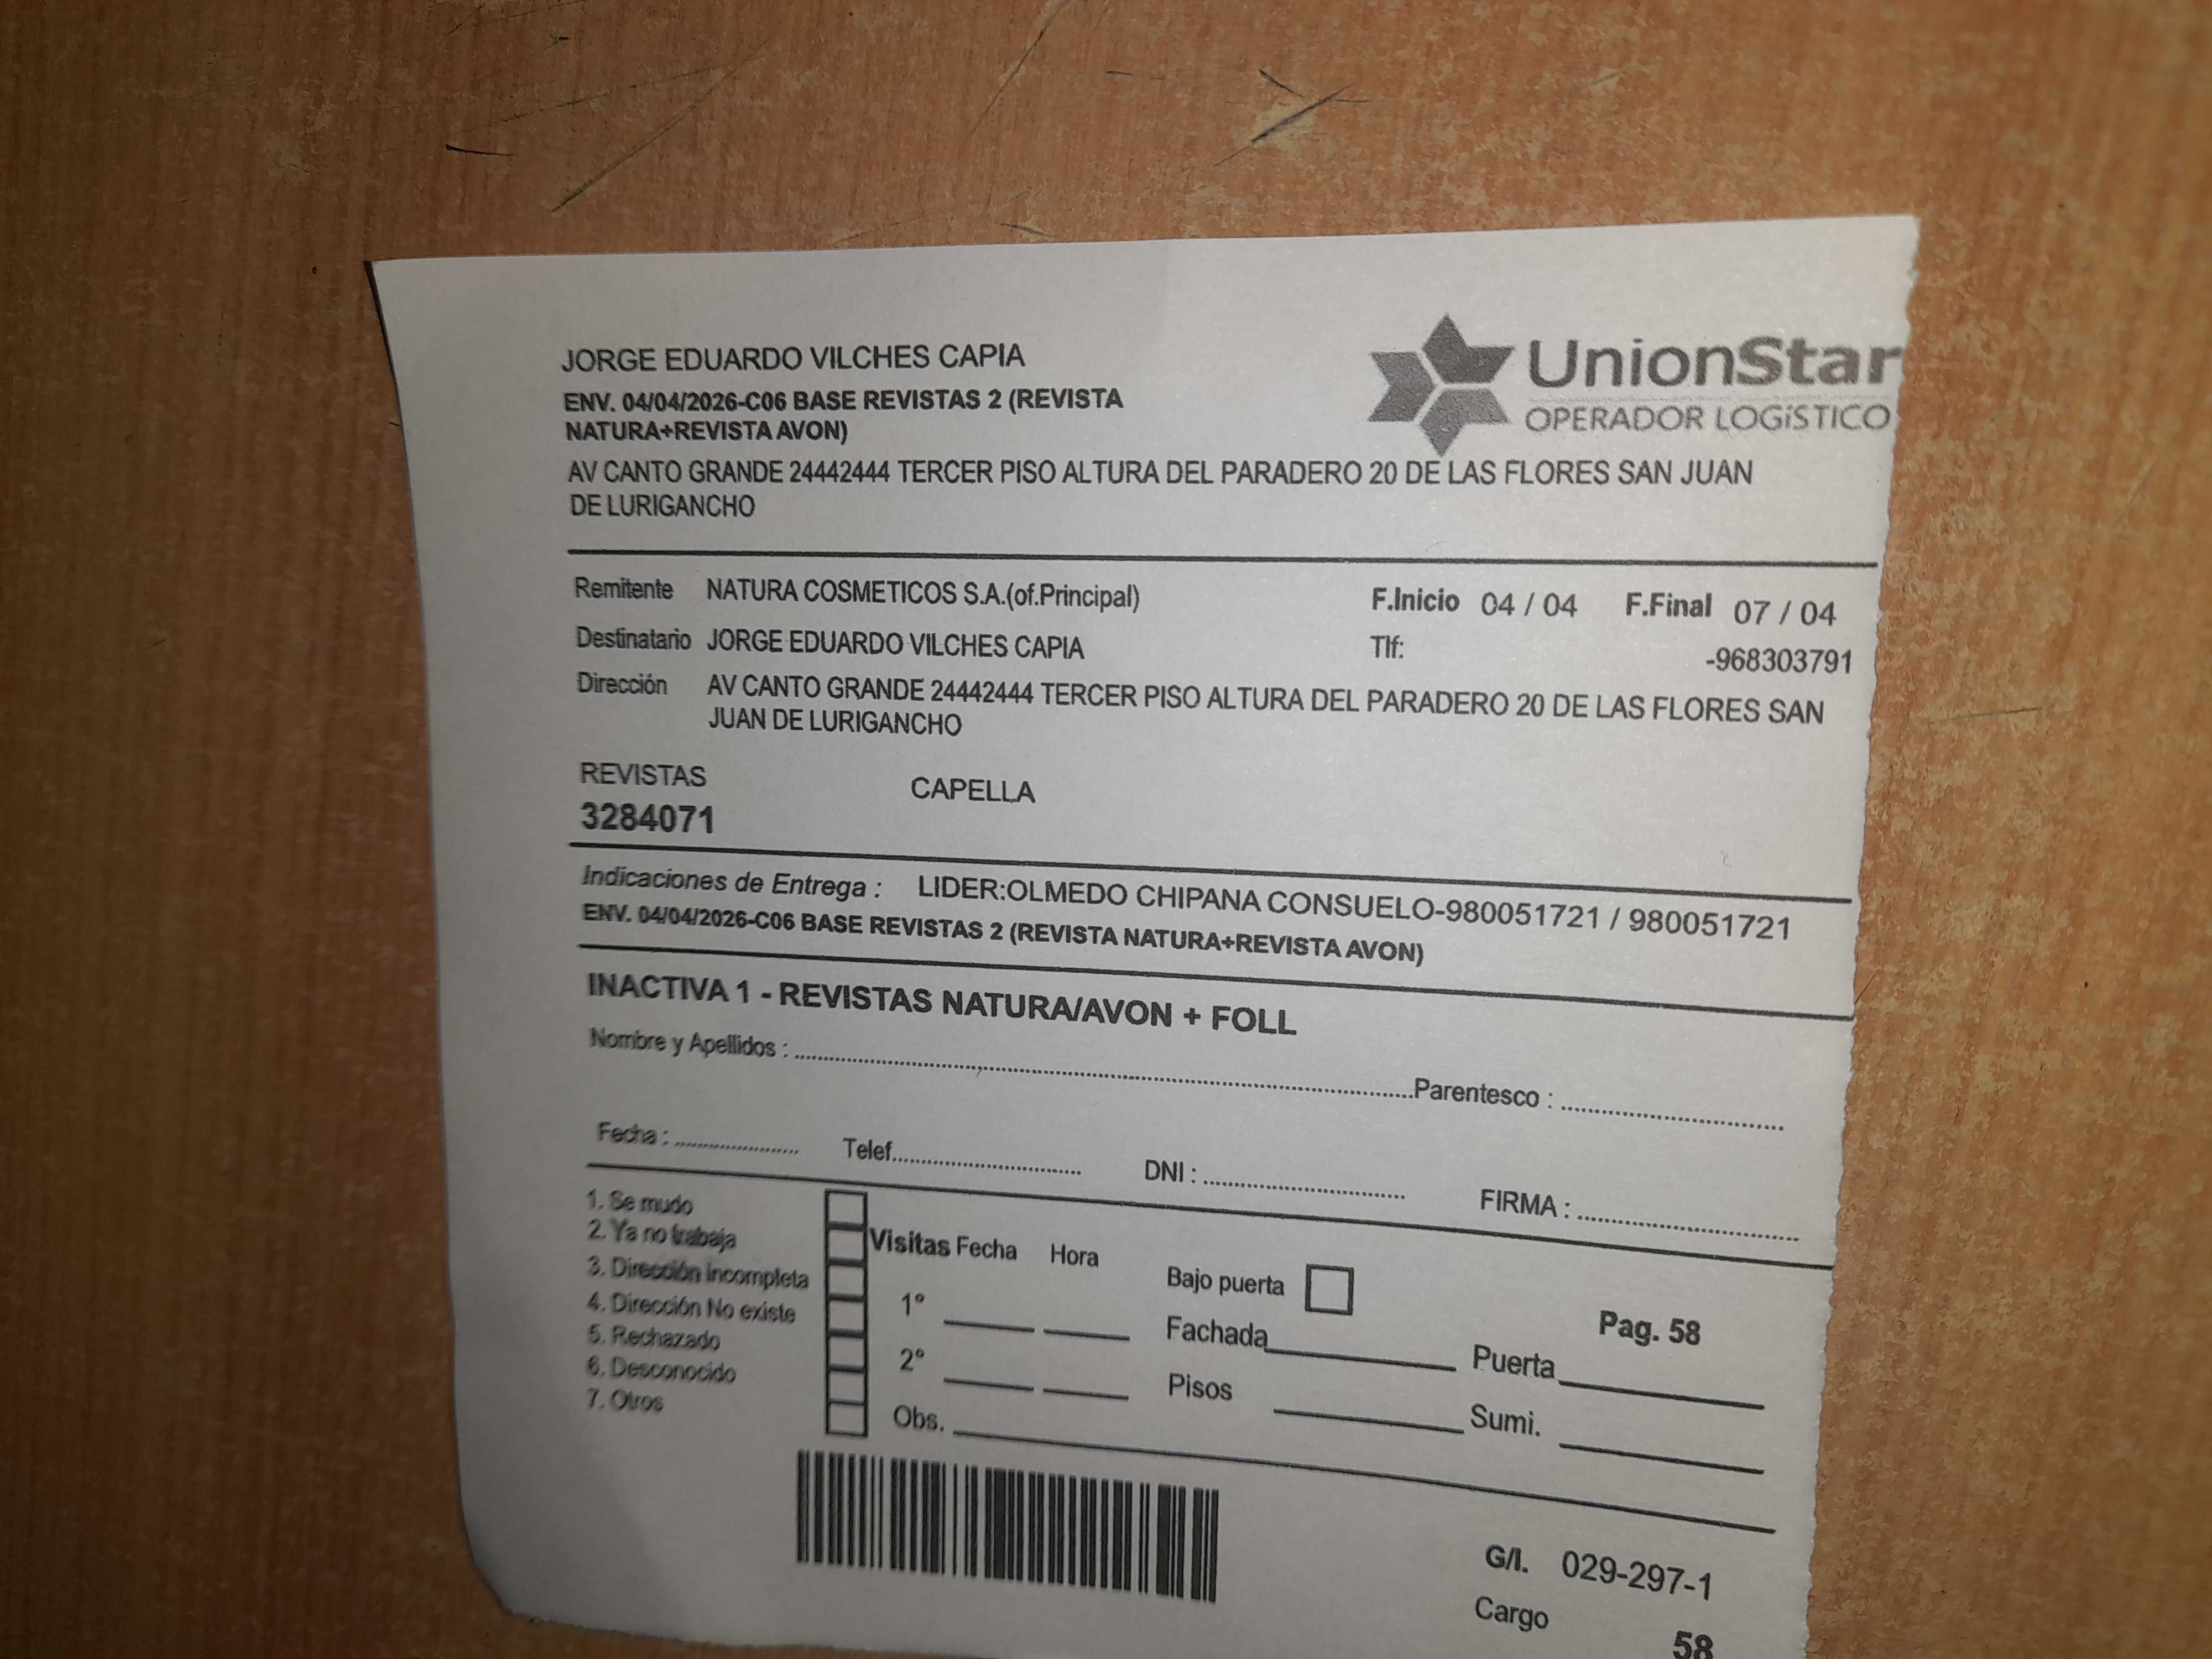 JORGE EDUARDO VILCHES CAPIA
UnionStar
OPERADOR LOGíSTICO
ENV. 04/04/2026-C06 BASE REVISTAS 2 (REVISTA
NATURA+REVISTA AVON)
AV CANTO GRANDE 24442444 TERCER PISO ALTURA DEL PARADERO 20 DE LAS FLORES SAN JUAN
DE LURIGANCHO
Remitente NATURA COSMETICOS S.A.(of.Principal) F.Inicio 04 / 04 F.Final 07 / 04
Destinatario JORGE EDUARDO VILCHES CAPIA Tlf: -968303791
Dirección AV CANTO GRANDE 24442444 TERCER PISO ALTURA DEL PARADERO 20 DE LAS FLORES SAN
JUAN DE LURIGANCHO
REVISTAS CAPELLA
3284071
Indicaciones de Entrega : LIDER:OLMEDO CHIPANA CONSUELO-980051721 / 980051721
ENV. 04/04/2026-C06 BASE REVISTAS 2 (REVISTA NATURA+REVISTA AVON)
INACTIVA 1 - REVISTAS NATURA/AVON + FOLL
Nombre y Apellidos : Parentesco :
Fecha : Telef. DNI : FIRMA :
1. Se mudo
2. Ya no trabaja
3. Dirección Incompleta
4. Dirección No existe
5. Rechazado
6. Desconocido
7. Otros
Visitas Fecha Hora
1°
2°
Obs.
Bajo puerta
Fachada
Pisos
Pag. 58
Puerta
Sumi.
G/I. 029-297-1
Cargo
58